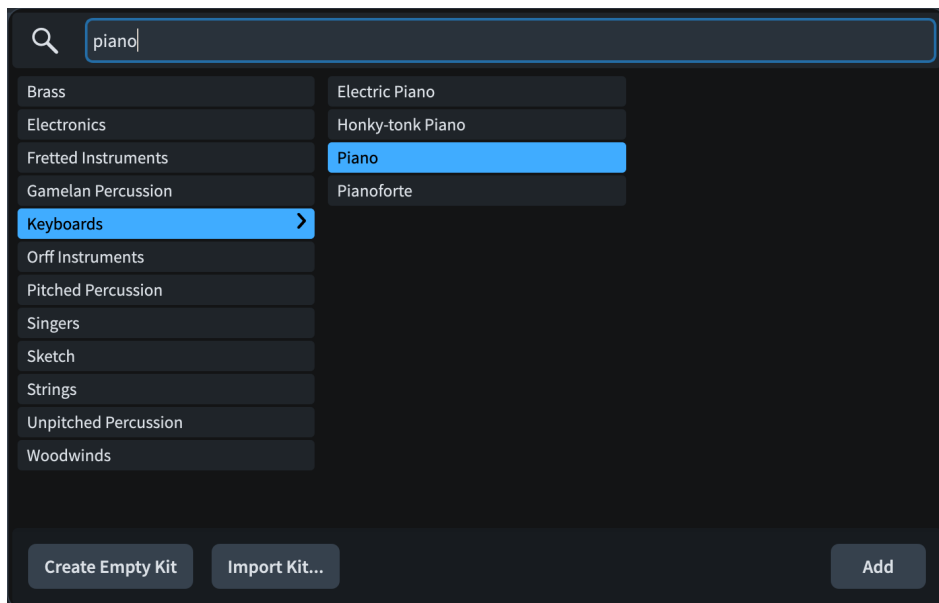 piano
Brass
Electronics
Fretted Instruments
Gamelan Percussion
Keyboards
Orff Instruments
Pitched Percussion
Singers
Sketch
Strings
Unpitched Percussion
Woodwinds
Electric Piano
Honky-tonk Piano
Piano
Pianoforte
Create Empty Kit
Import Kit...
Add